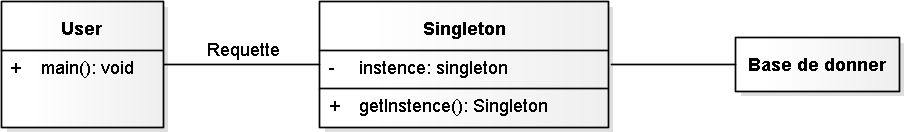 User
+ main(): void
Requette
Singleton
- instence: singleton
+ getInstence(): Singleton
Base de donner